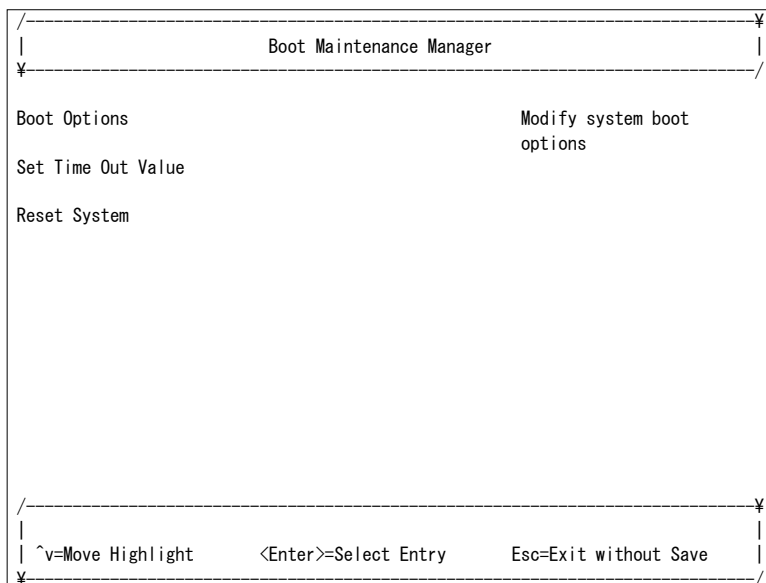 /------------------------------------------------------------------------------¥
| Boot Maintenance Manager |
¥------------------------------------------------------------------------------/
Boot Options Modify system boot
options
Set Time Out Value
Reset System
/------------------------------------------------------------------------------¥
| |
| ^v=Move Highlight <Enter>=Select Entry Esc=Exit without Save |
¥------------------------------------------------------------------------------/